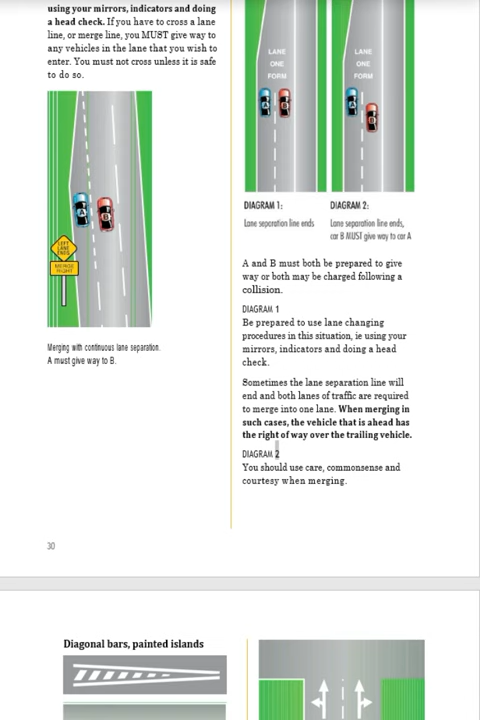 using your mirrors, indicators and doing
a head check. If you have to cross a lane
line, or merge line, you MUST give way to
any vehicles in the lane that you wish to
enter. You must not cross unless it is safe
to do so.
A
B
LEFT
LANE
ENDS
MERGE
RIGHT
Merging with continuous lane separation.
A must give way to B.
LANE
ONE
FORM
A
B
LANE
ONE
FORM
A
B
DIAGRAM 1:
Lane separation line ends
DIAGRAM 2:
Lane separation line ends,
car B MUST give way to car A
A and B must both be prepared to give
way or both may be charged following a
collision.
DIAGRAM 1
Be prepared to use lane changing
procedures in this situation, ie using your
mirrors, indicators and doing a head
check.
Sometimes the lane separation line will
end and both lanes of traffic are required
to merge into one lane. When merging in
such cases, the vehicle that is ahead has
the right of way over the trailing vehicle.
DIAGRAM 2
You should use care, commonsense and
courtesy when merging.
30
Diagonal bars, painted islands